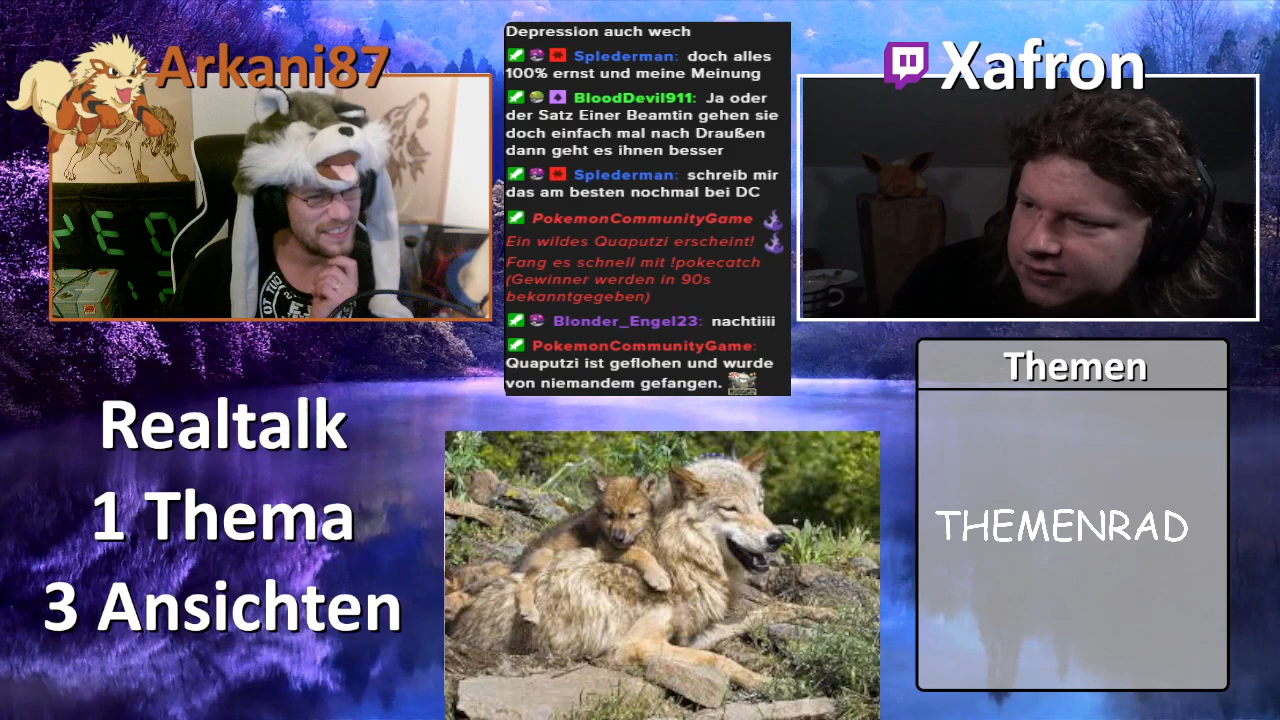 Arkani87
Depression auch wech
Splederman: doch alles
100% ernst und meine Meinung
BloodDevil911: Ja oder
der Satz Einer Beamtin gehen sie
doch einfach mal nach Draußen
dann geht es ihnen besser
Splederman: schreib mir
das am besten nochmal bei DC
PokemonCommunityGame
Ein wildes Quaputzi erscheint!
Fang es schnell mit !pokecatch
(Gewinner werden in 90s
bekanntgegeben)
Blonder_Engel23: nachtiiii
PokemonCommunityGame:
Quaputzi ist geflohen und wurde
von niemandem gefangen.
Xafron
Realtalk
1 Thema
3 Ansichten
Themen
THEMENRAD